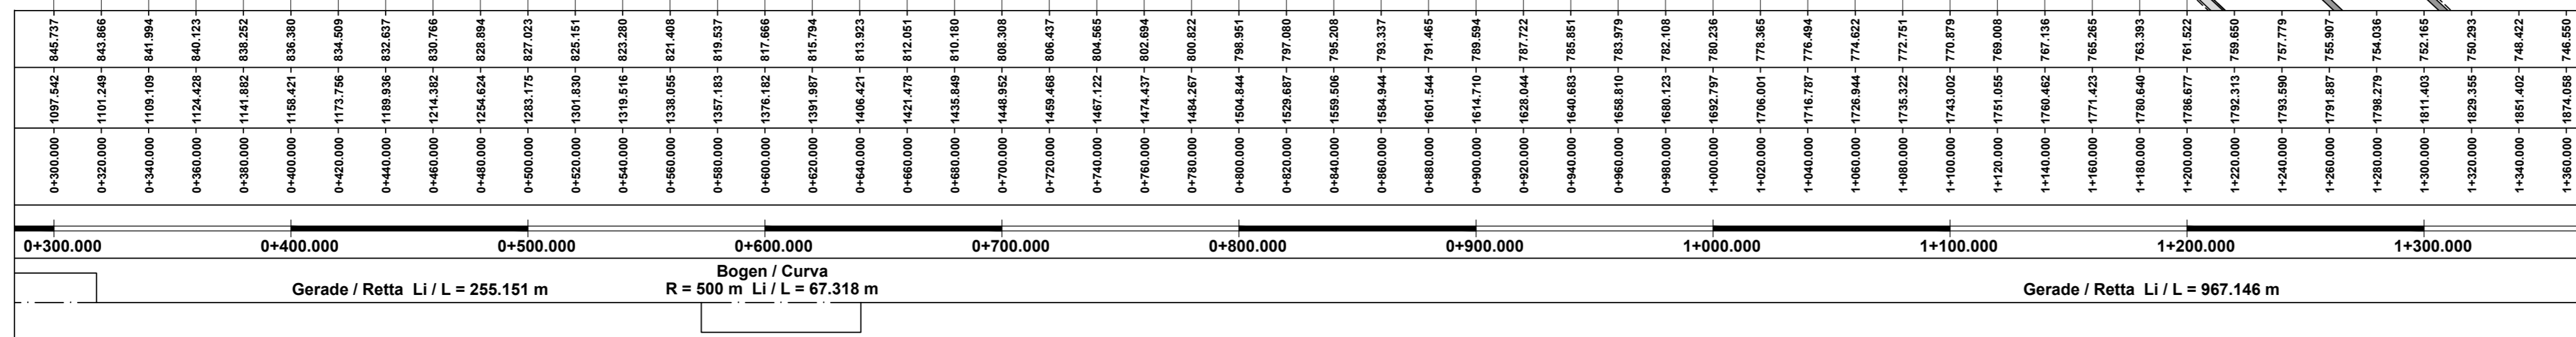 845.737 843.866 841.994 840.123 838.252 836.380 834.509 832.637 830.766 828.894 827.023 825.151 823.280 821.408 819.537 817.666 815.794 813.923 812.051 810.180 808.308 806.437 804.565 802.694 800.822 798.951 797.080 795.208 793.337 791.465 789.594 787.722 785.851 783.979 782.108 780.236 778.365 776.494 774.622 772.751 770.879 769.008 767.136 765.265 763.393 761.522 759.650 757.779 755.907 754.036 752.165 750.293 748.422 746.550
1097.542 1101.249 1109.109 1124.428 1141.882 1158.421 1173.756 1189.936 1214.382 1254.624 1283.175 1301.830 1319.516 1338.055 1357.183 1376.182 1391.987 1406.421 1421.478 1435.849 1448.952 1459.468 1467.122 1474.437 1484.267 1504.844 1529.687 1559.506 1584.944 1601.544 1614.710 1628.044 1640.683 1658.810 1680.123 1692.797 1706.001 1716.787 1726.944 1735.322 1743.002 1751.055 1760.462 1771.423 1780.640 1786.677 1792.313 1793.590 1791.887 1798.279 1811.403 1829.355 1851.402 1874.058
0+300.000 0+320.000 0+340.000 0+360.000 0+380.000 0+400.000 0+420.000 0+440.000 0+460.000 0+480.000 0+500.000 0+520.000 0+540.000 0+560.000 0+580.000 0+600.000 0+620.000 0+640.000 0+660.000 0+680.000 0+700.000 0+720.000 0+740.000 0+760.000 0+780.000 0+800.000 0+820.000 0+840.000 0+860.000 0+880.000 0+900.000 0+920.000 0+940.000 0+960.000 0+980.000 1+000.000 1+020.000 1+040.000 1+060.000 1+080.000 1+100.000 1+120.000 1+140.000 1+160.000 1+180.000 1+200.000 1+220.000 1+240.000 1+260.000 1+280.000 1+300.000 1+320.000 1+340.000 1+360.000
0+300.000 0+400.000 0+500.000 0+600.000 0+700.000 0+800.000 0+900.000 1+000.000 1+100.000 1+200.000 1+300.000
Bogen / Curva
Gerade / Retta Li / L = 255.151 m R = 500 m Li / L = 67.318 m Gerade / Retta Li / L = 967.146 m